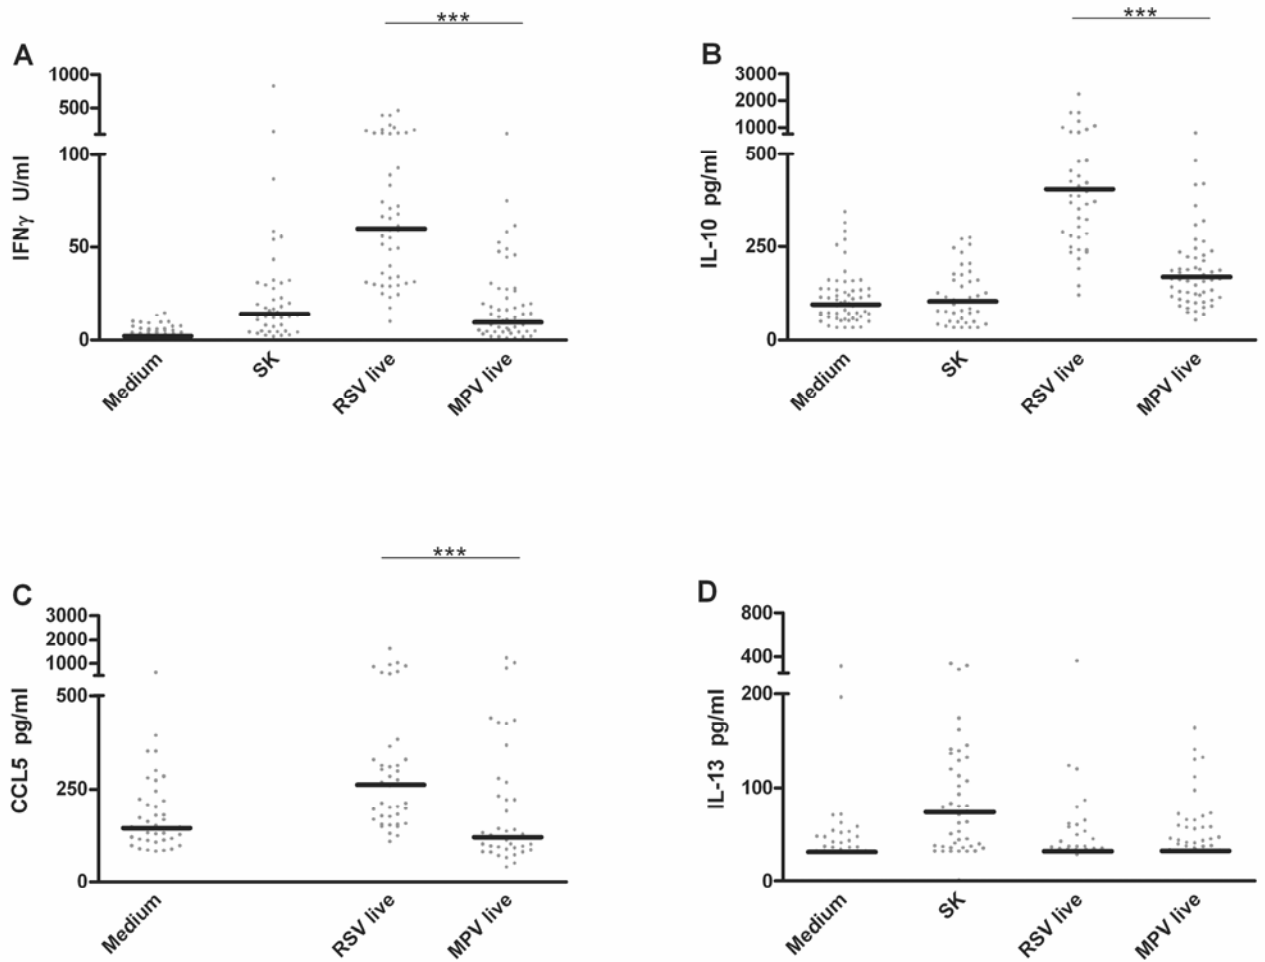 ***
A
1000
500
100
50
0
IFNγ U/ml
Medium
SK
RSV live
MPV live
***
B
3000
2000
1000
500
250
0
IL-10 pg/ml
Medium
SK
RSV live
MPV live
***
C
3000
2000
1000
500
250
0
CCL5 pg/ml
Medium
RSV live
MPV live
D
800
400
200
100
0
IL-13 pg/ml
Medium
SK
RSV live
MPV live